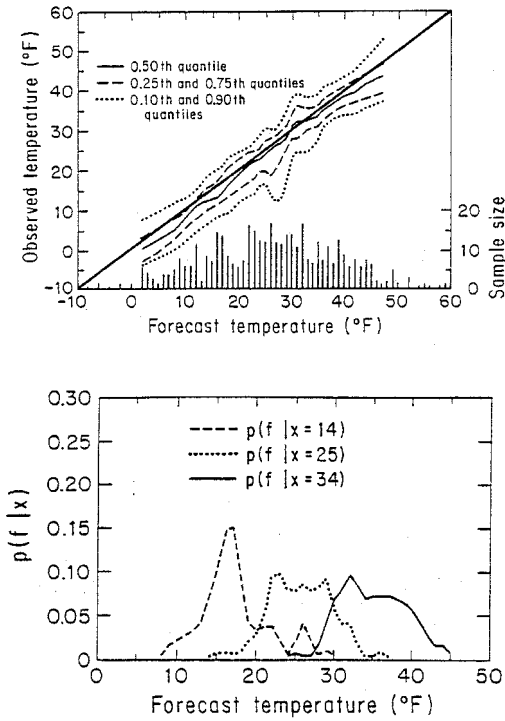 60
50
40
30
20
10
0
-10
Observed temperature (°F)
0.50th quantile
0.25th and 0.75th quantiles
0.10th and 0.90th
quantiles
20
10
0
Sample size
-10 0 10 20 30 40 50 60
Forecast temperature (°F)
0.30
0.25
0.20
0.15
0.10
0.05
0
p(f |x)
p(f |x=14)
p(f |x=25)
p(f |x=34)
0 10 20 30 40 50
Forecast temperature (°F)